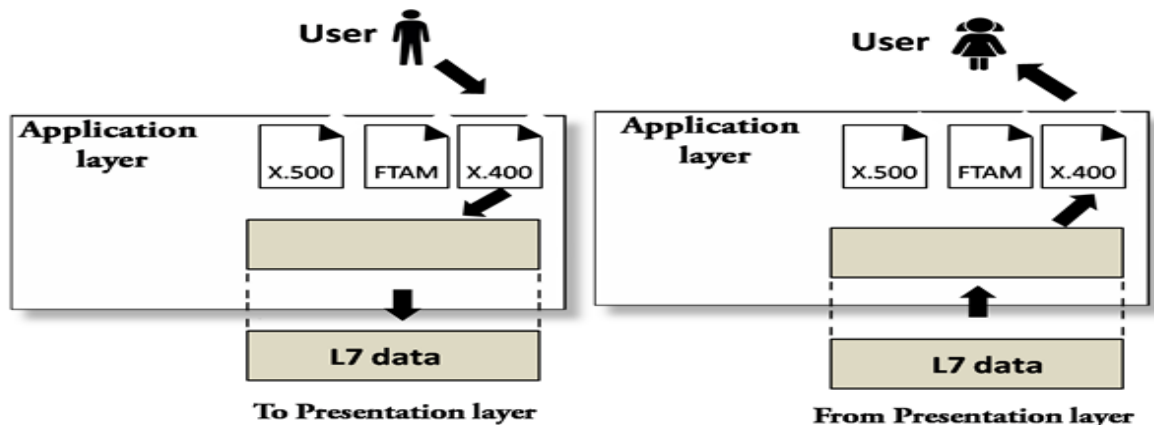 User
Application
layer
X.500 FTAM X.400
L7 data
To Presentation layer
User
Application
layer
X.500 FTAM X.400
L7 data
From Presentation layer